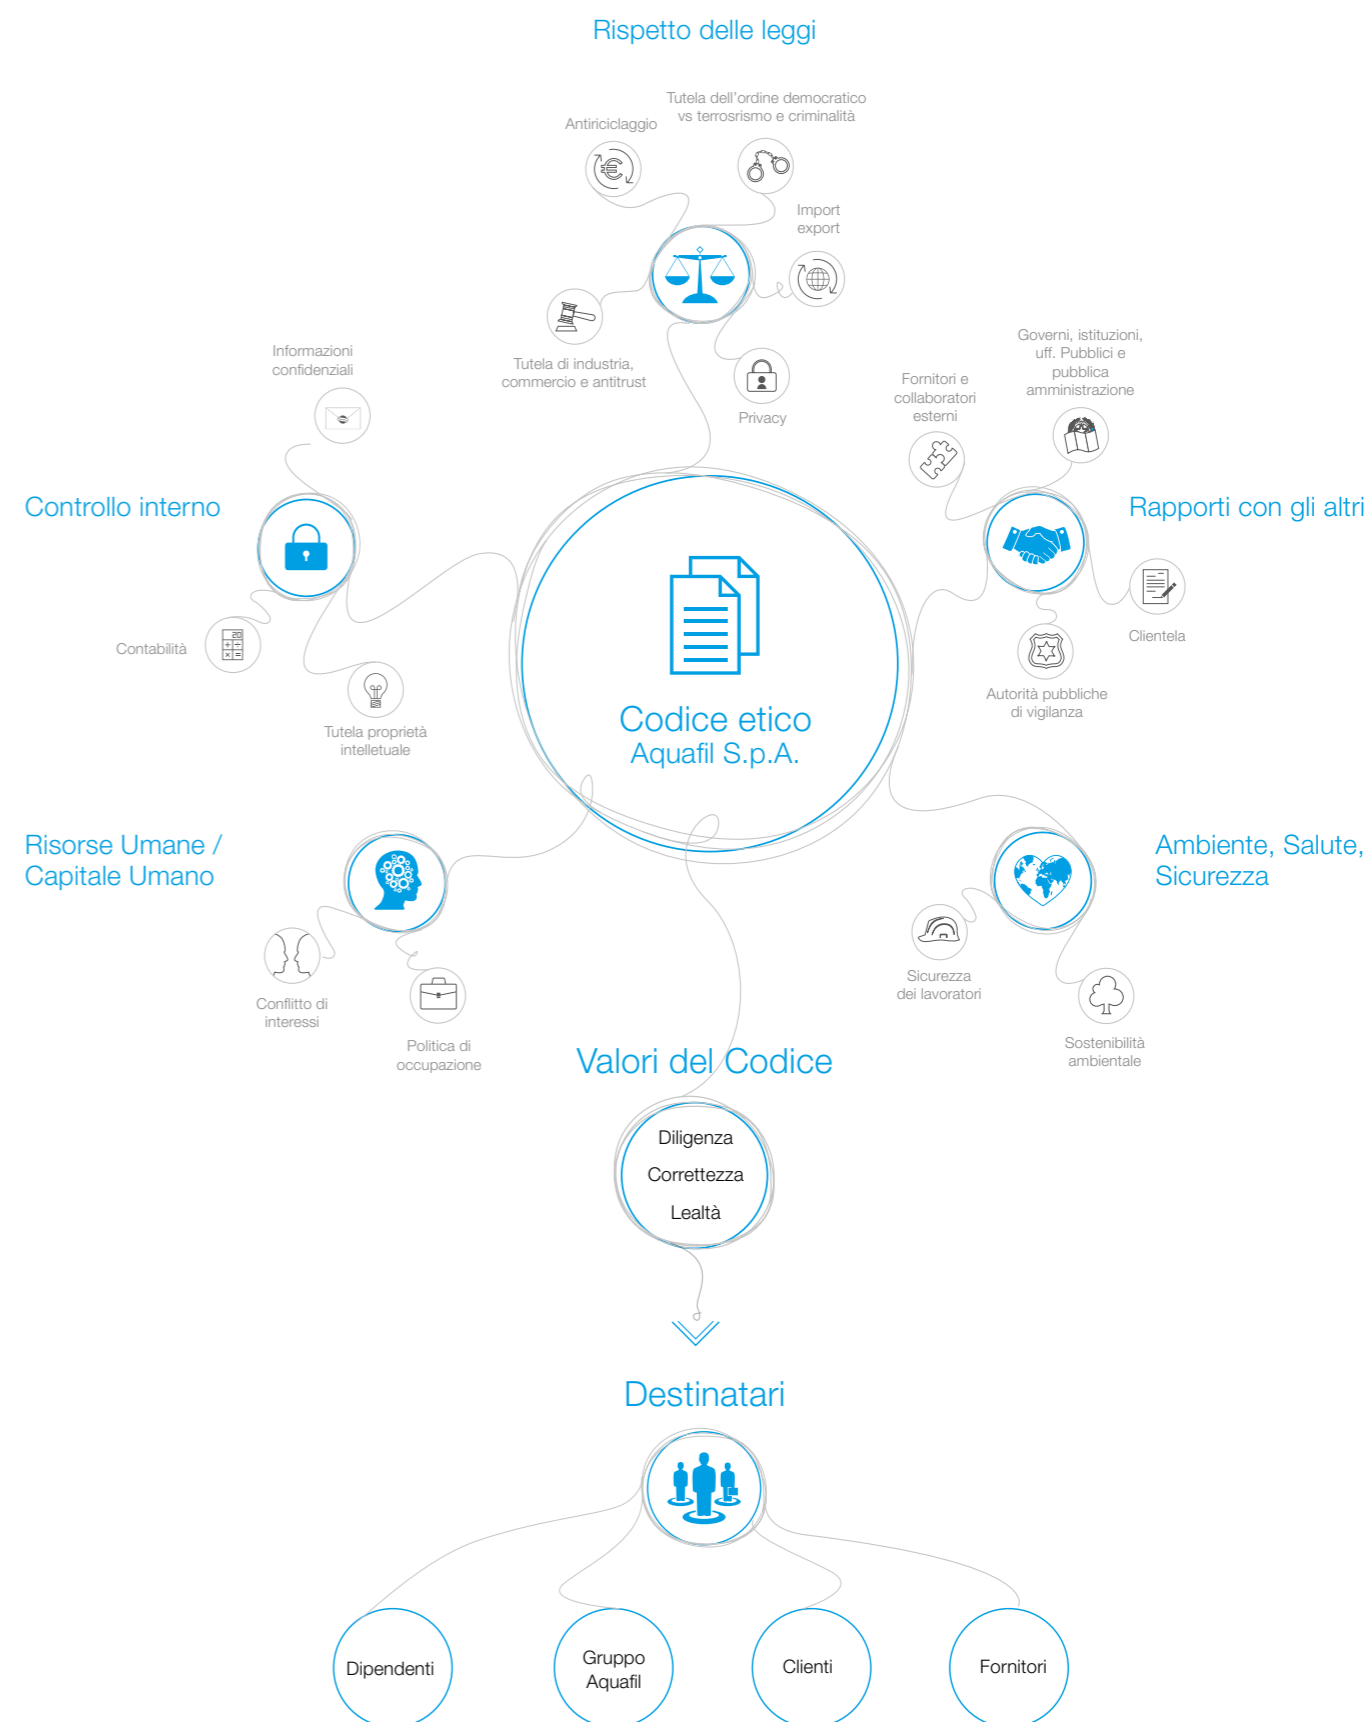 Rispetto delle leggi
Tutela dell'ordine democratico
vs terrosrismo e criminalità
Antiriciclaggio
Import
export
Tutela di industria,
commercio e antitrust
Privacy
Governi, istituzioni,
uff. Pubblici e
pubblica
amministrazione
Fornitori e
collaboratori
esterni
Rapporti con gli altri
Clientela
Autorità pubbliche
di vigilanza
Informazioni
confidenziali
Controllo interno
Contabilità
20
+ ÷
× =
Tutela proprietà
intelletuale
Codice etico
Aquafil S.p.A.
Risorse Umane /
Capitale Umano
Conflitto di
interessi
Politica di
occupazione
Ambiente, Salute,
Sicurezza
Sicurezza
dei lavoratori
Sostenibilità
ambientale
Valori del Codice
Diligenza
Correttezza
Lealtà
Destinatari
Dipendenti
Gruppo
Aquafil
Clienti
Fornitori